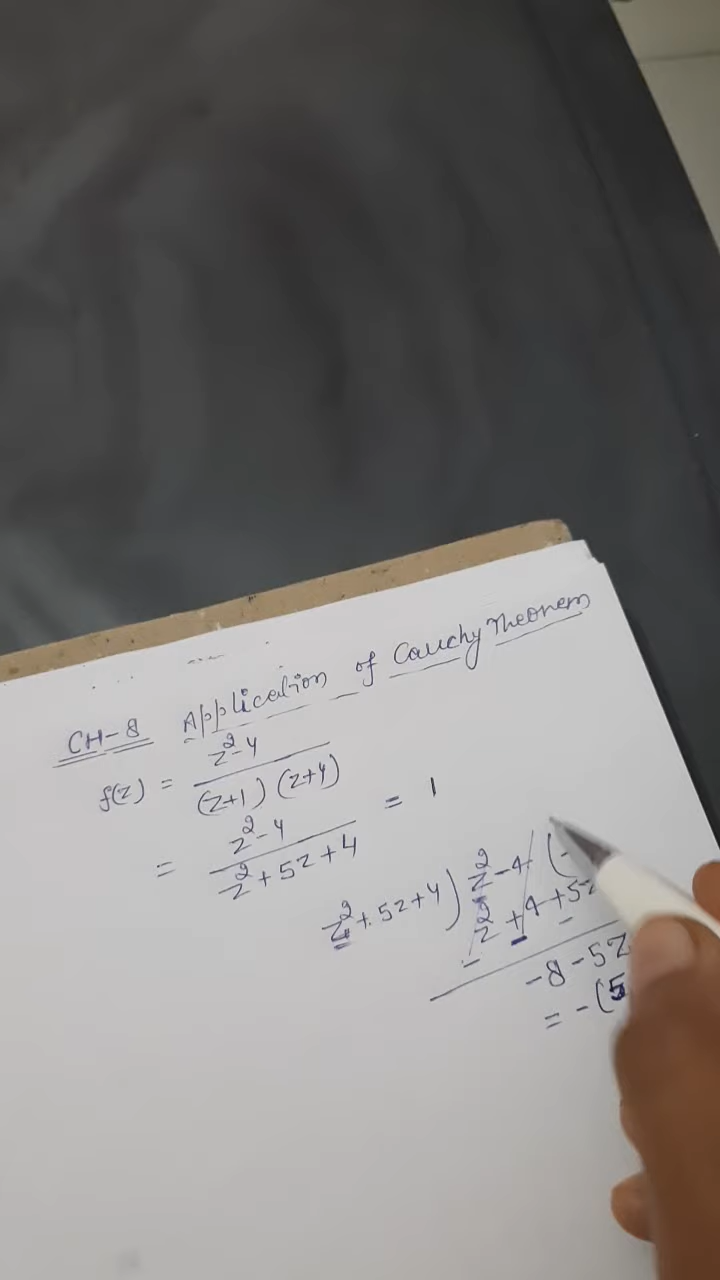 CH-8 Application of Cauchy Theorem
f(z) = z²-4 / (z+1) (z+4)
= z²-4 / z²+5z+4 = 1
z²+5z+4) z²-4 (
z²+4+5z
-8-5z
= -(5